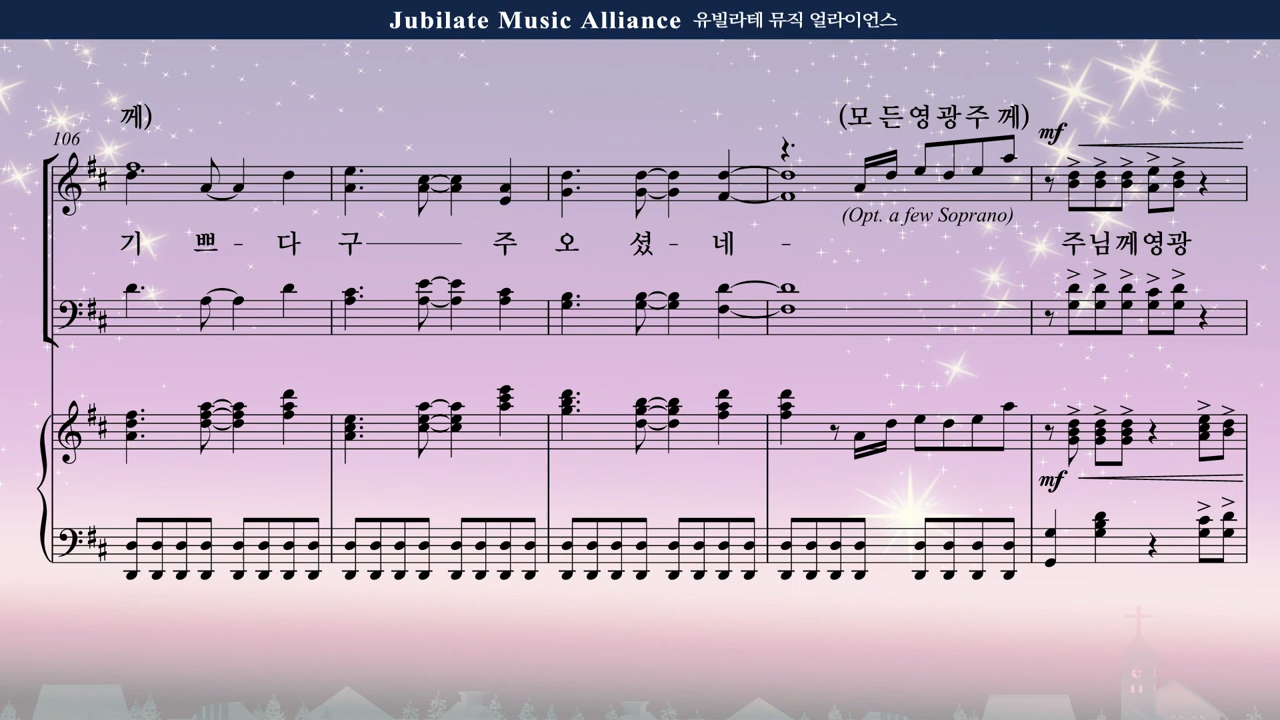 Jubilate Music Alliance 유빌라테 뮤직 얼라이언스
께) (모 든 영 광 주 께)
106
mf
(Opt. a few Soprano)
기 쁘 - 다 구 주 오 셨 - 네 - 주 님 께 영 광
mf